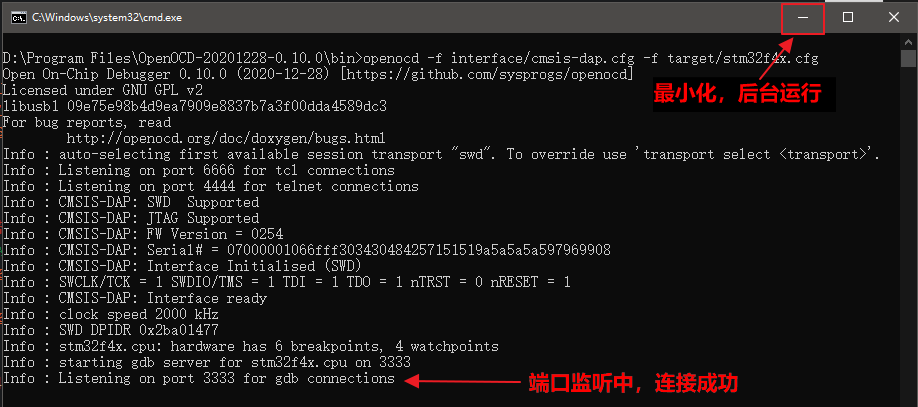 C:\Windows\system32\cmd.exe
D:\Program Files\OpenOCD-20201228-0.10.0\bin>openocd -f interface/cmsis-dap.cfg -f target/stm32f4x.cfg
Open On-Chip Debugger 0.10.0 (2020-12-28) [https://github.com/sysprogs/openocd]
最小化，后台运行
Licensed under GNU GPL v2
libusb1 09e75e98b4d9ea7909e8837b7a3f00dda4589dc3
For bug reports, read
http://openocd.org/doc/doxygen/bugs.html
Info : auto-selecting first available session transport "swd". To override use 'transport select <transport>'.
Info : Listening on port 6666 for tcl connections
Info : Listening on port 4444 for telnet connections
Info : CMSIS-DAP: SWD  Supported
Info : CMSIS-DAP: JTAG Supported
Info : CMSIS-DAP: FW Version = 0254
Info : CMSIS-DAP: Serial# = 07000001066fff303430484257151519a5a5a5a597969908
Info : CMSIS-DAP: Interface Initialised (SWD)
Info : SWCLK/TCK = 1 SWDIO/TMS = 1 TDI = 1 TDO = 1 nTRST = 0 nRESET = 1
Info : CMSIS-DAP: Interface ready
Info : clock speed 2000 kHz
Info : SWD DPIDR 0x2ba01477
Info : stm32f4x.cpu: hardware has 6 breakpoints, 4 watchpoints
Info : starting gdb server for stm32f4x.cpu on 3333
Info : Listening on port 3333 for gdb connections
端口监听中，连接成功